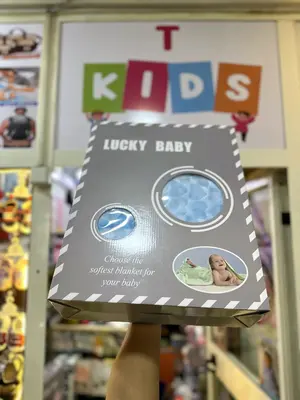 T
KIDS
LUCKY BABY
Choose the
softest blanket for
your baby